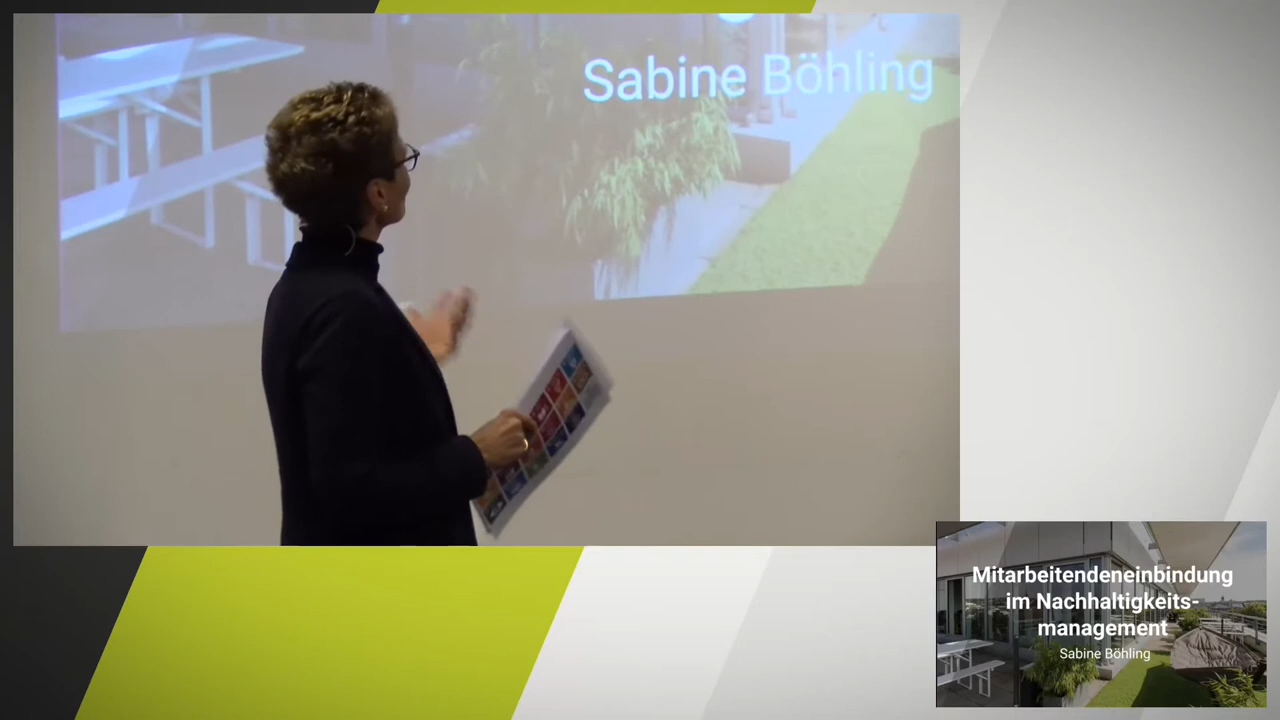 Sabine Böhling
Mitarbeitendeneinbindung
im Nachhaltigkeits-
management
Sabine Böhling